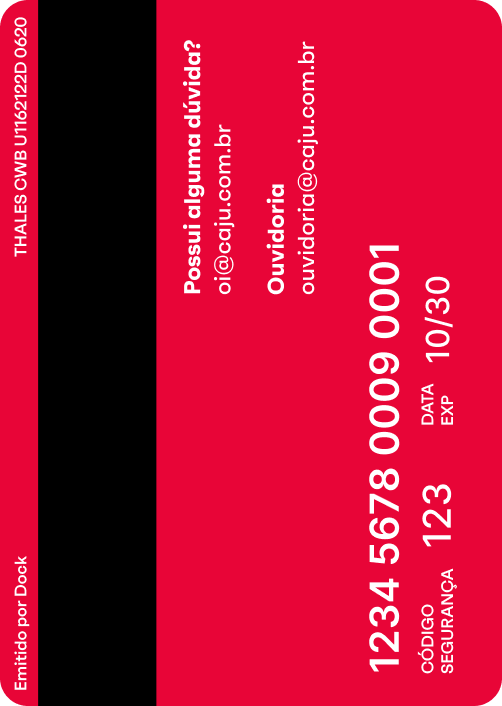 Emitido por Dock
THALES CWB U1162122D 0620
Possui alguma dúvida?
oi@caju.com.br
Ouvidoria
ouvidoria@caju.com.br
1234 5678 0009 0001
CÓDIGO
SEGURANÇA
123
DATA
EXP
10/30